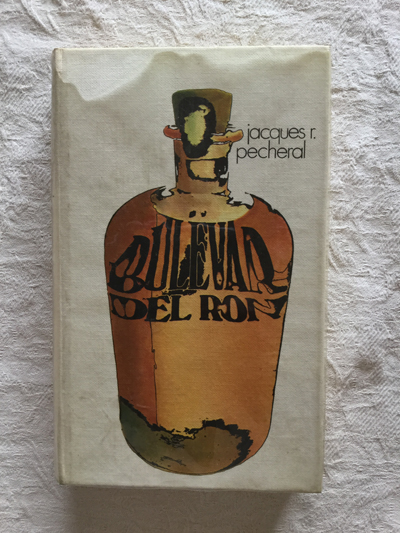 jacques r.
pecheral
BULEVAR
DEL RON